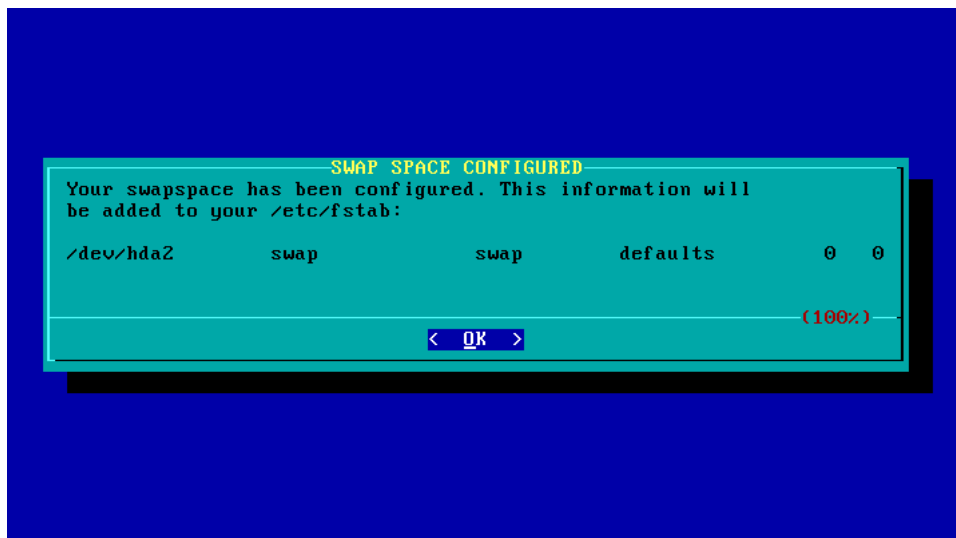 SWAP SPACE CONFIGURED
Your swapspace has been configured. This information will
be added to your /etc/fstab:
/dev/hda2 swap swap defaults 0 0
(100%)
< OK >